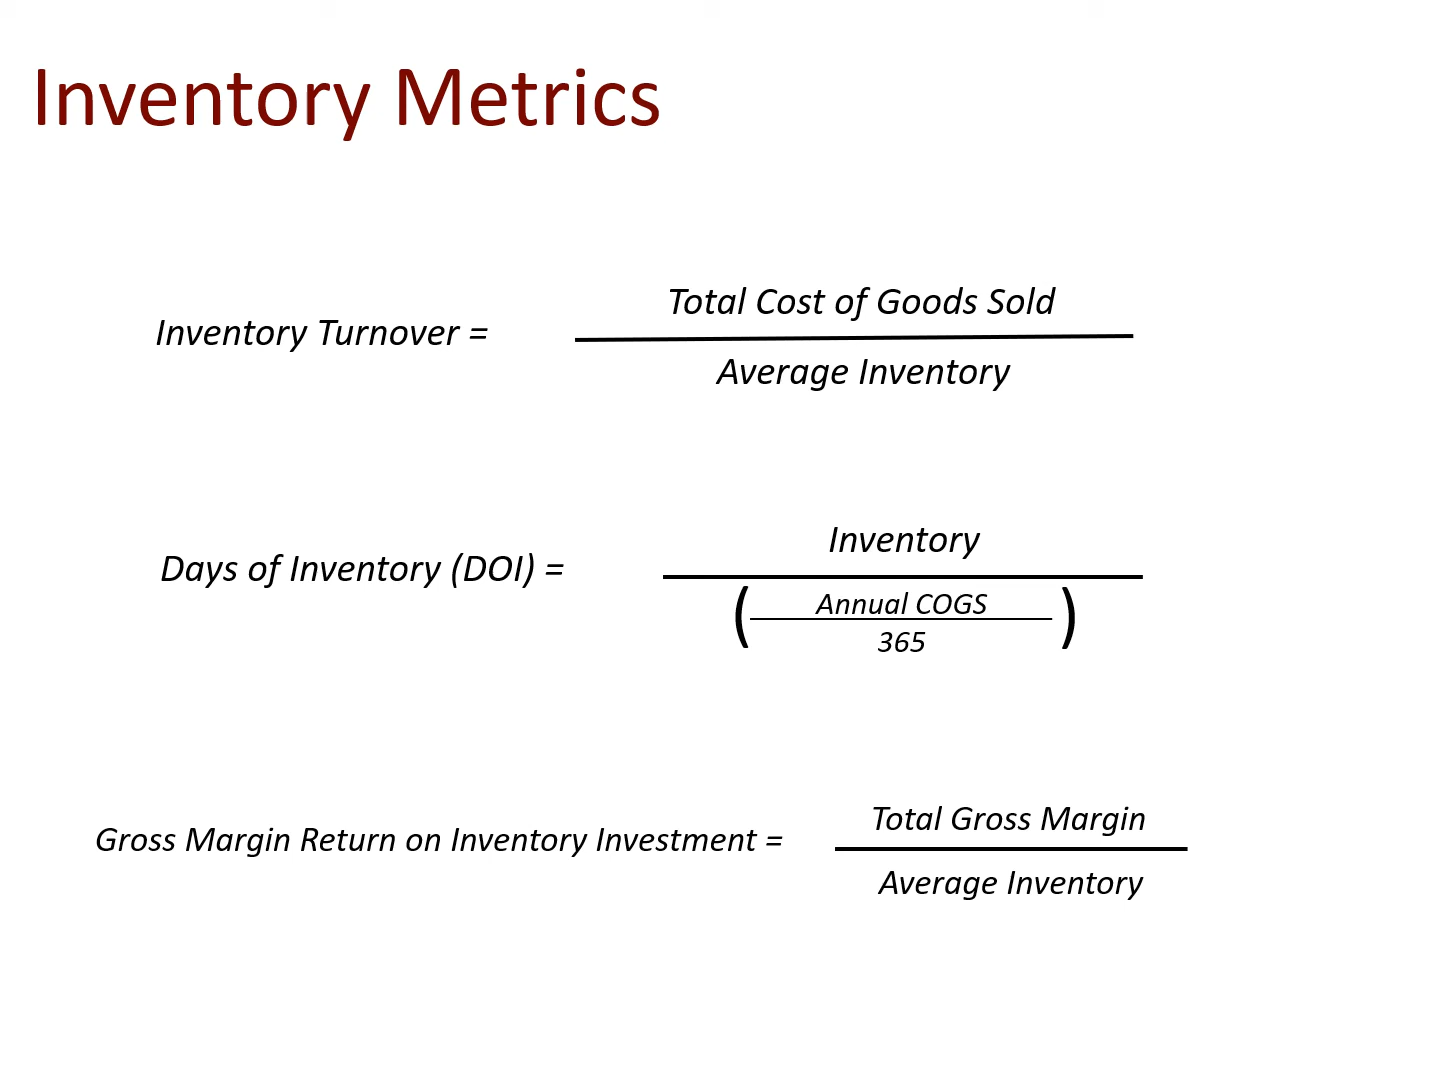 Inventory Metrics
Inventory Turnover =
Total Cost of Goods Sold
Average Inventory
Days of Inventory (DOI) =
Inventory
( Annual COGS )
365
Gross Margin Return on Inventory Investment =
Total Gross Margin
Average Inventory